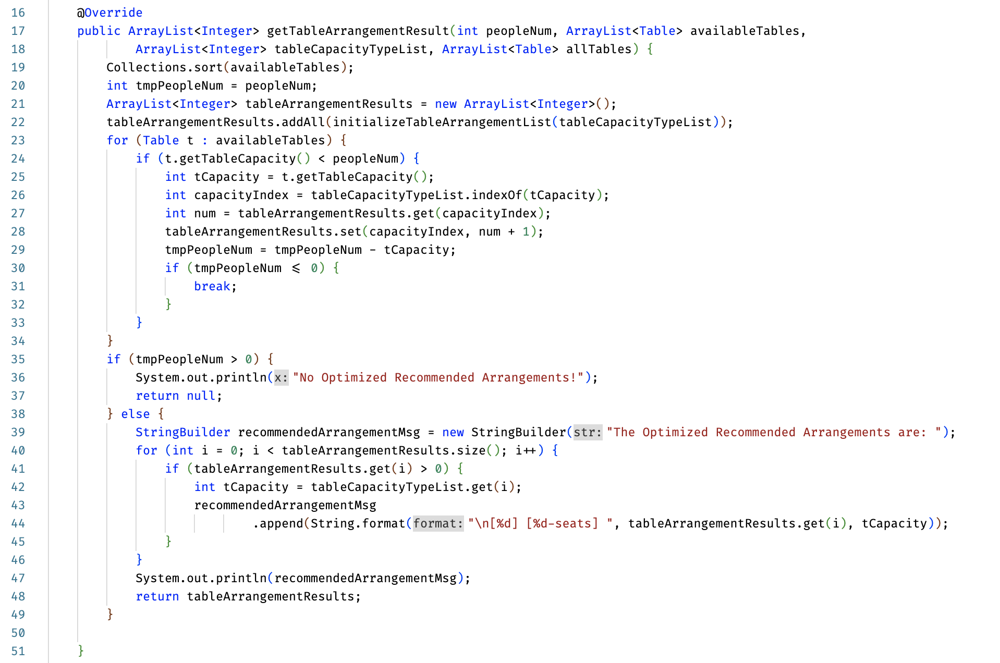 16 @Override
17 public ArrayList<Integer> getTableArrangementResult(int peopleNum, ArrayList<Table> availableTables,
18 ArrayList<Integer> tableCapacityTypeList, ArrayList<Table> allTables) {
19 Collections.sort(availableTables);
20 int tmpPeopleNum = peopleNum;
21 ArrayList<Integer> tableArrangementResults = new ArrayList<Integer>();
22 tableArrangementResults.addAll(initializeTableArrangementList(tableCapacityTypeList));
23 for (Table t : availableTables) {
24 if (t.getTableCapacity() < peopleNum) {
25 int tCapacity = t.getTableCapacity();
26 int capacityIndex = tableCapacityTypeList.indexOf(tCapacity);
27 int num = tableArrangementResults.get(capacityIndex);
28 tableArrangementResults.set(capacityIndex, num + 1);
29 tmpPeopleNum = tmpPeopleNum - tCapacity;
30 if (tmpPeopleNum ⩽ 0) {
31 break;
32 }
33 }
34 }
35 if (tmpPeopleNum > 0) {
36 System.out.println(x: "No Optimized Recommended Arrangements!");
37 return null;
38 } else {
39 StringBuilder recommendedArrangementMsg = new StringBuilder(str: "The Optimized Recommended Arrangements are: ");
40 for (int i = 0; i < tableArrangementResults.size(); i++) {
41 if (tableArrangementResults.get(i) > 0) {
42 int tCapacity = tableCapacityTypeList.get(i);
43 recommendedArrangementMsg
44 .append(String.format(format: "\n[%d] [%d-seats] ", tableArrangementResults.get(i), tCapacity));
45 }
46 }
47 System.out.println(recommendedArrangementMsg);
48 return tableArrangementResults;
49 }
50
51 }